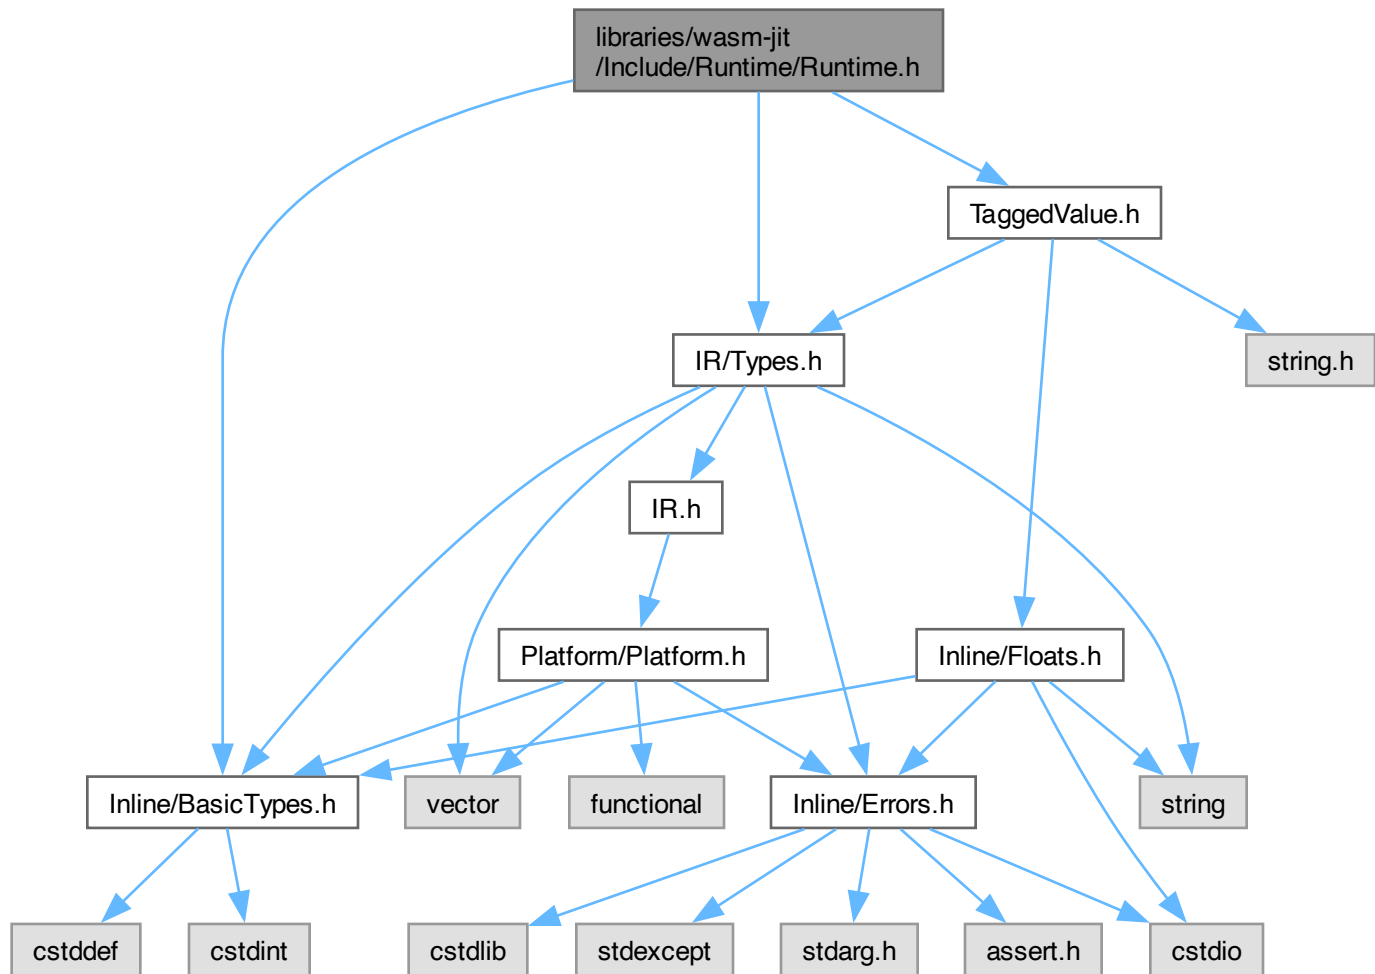 libraries/wasm-jit
/Include/Runtime/Runtime.h
TaggedValue.h
IR/Types.h
string.h
IR.h
Platform/Platform.h
Inline/Floats.h
Inline/BasicTypes.h
vector
functional
Inline/Errors.h
string
cstddef
cstdint
cstdlib
stdexcept
stdarg.h
assert.h
cstdio